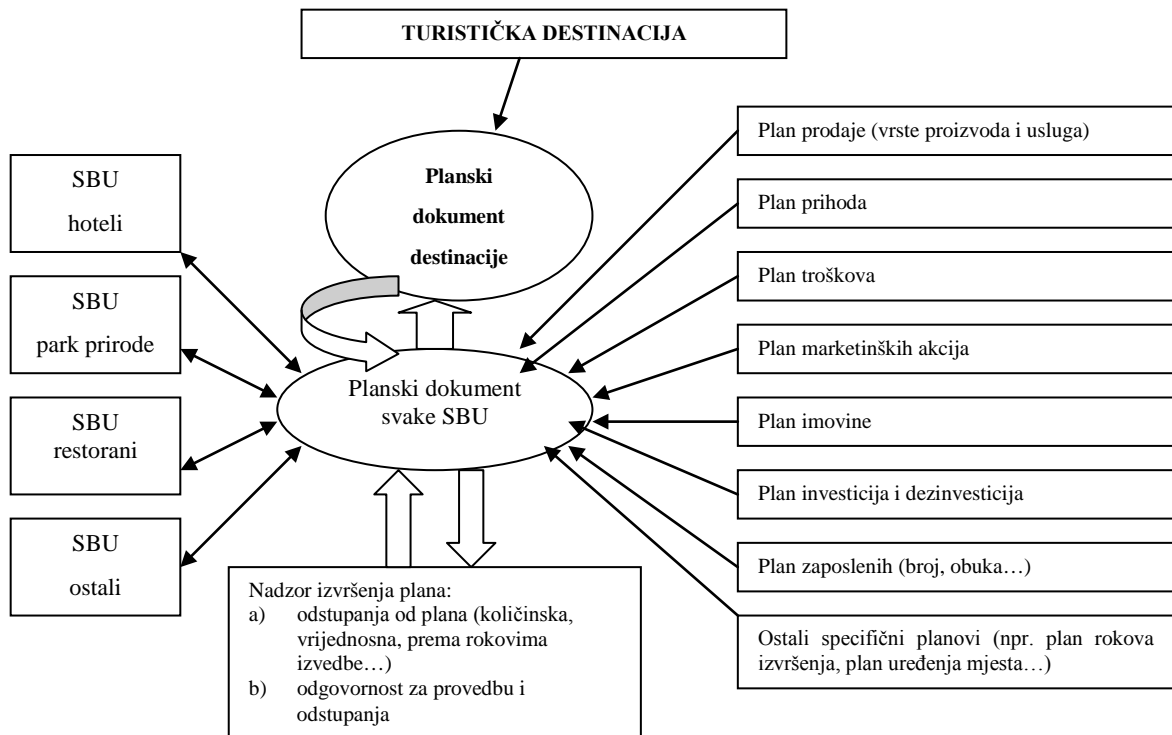 TURISTIČKA DESTINACIJA
Planski
dokument
destinacije
SBU
hoteli
SBU
park prirode
SBU
restorani
SBU
ostali
Planski dokument
svake SBU
Plan prodaje (vrste proizvoda i usluga)
Plan prihoda
Plan troškova
Plan marketinških akcija
Plan imovine
Plan investicija i dezinvesticija
Plan zaposlenih (broj, obuka…)
Ostali specifični planovi (npr. plan rokova
izvršenja, plan uređenja mjesta…)
Nadzor izvršenja plana:
a) odstupanja od plana (količinska,
vrijednosna, prema rokovima
izvedbe…)
b) odgovornost za provedbu i
odstupanja